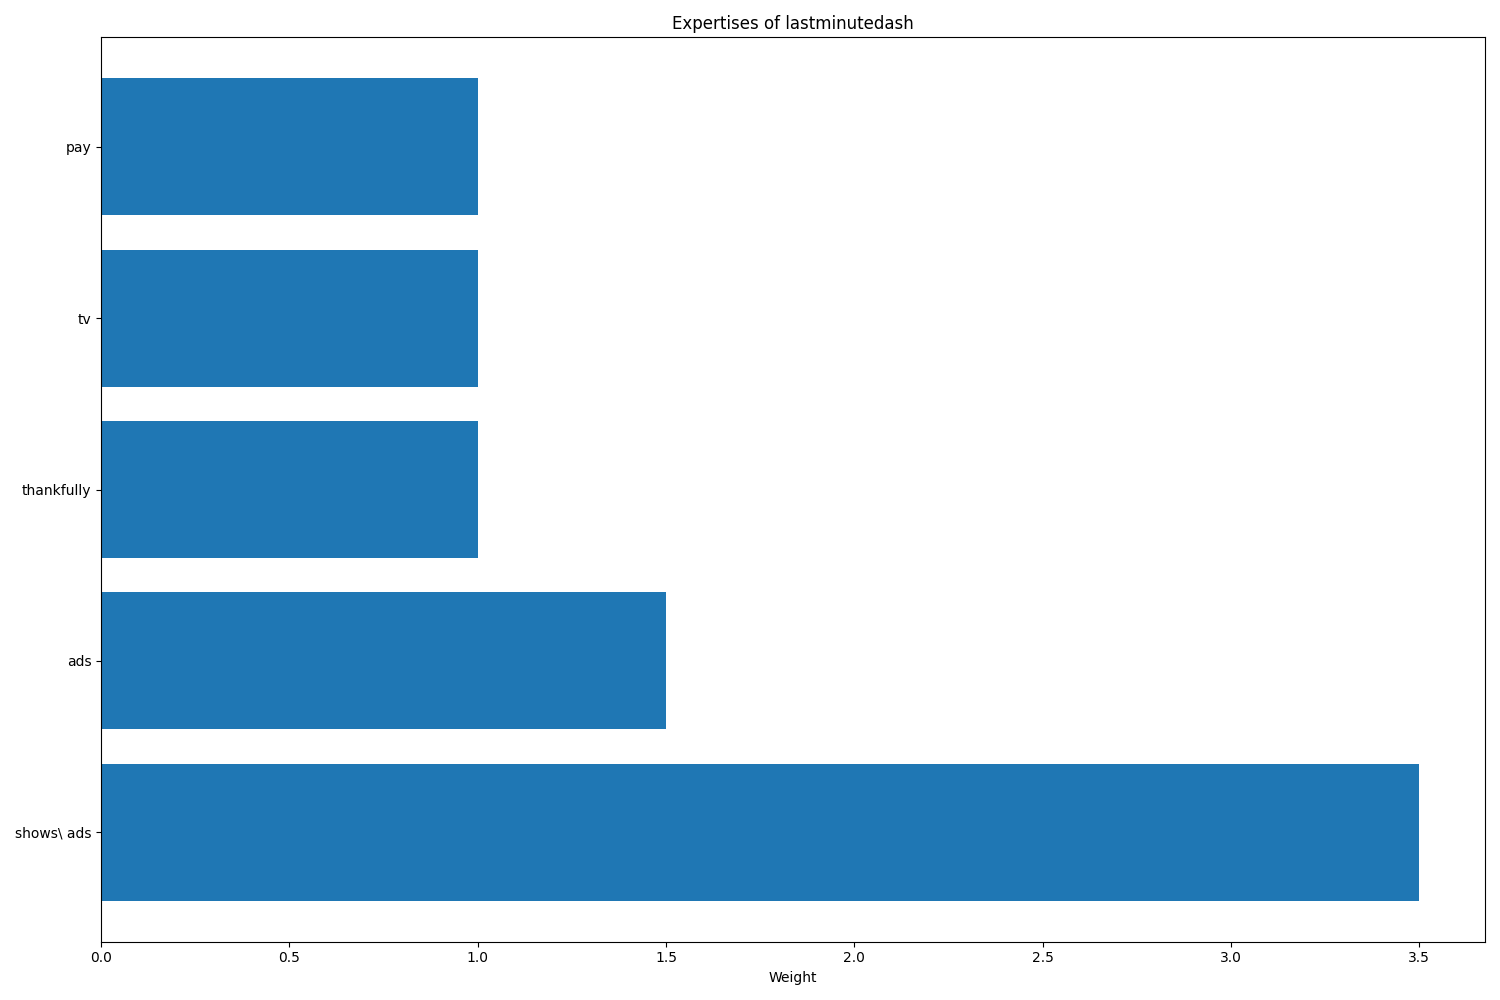 Expertises of lastminutedash
pay
tv
thankfully
ads
shows\ ads
0.0 0.5 1.0 1.5 2.0 2.5 3.0 3.5
Weight